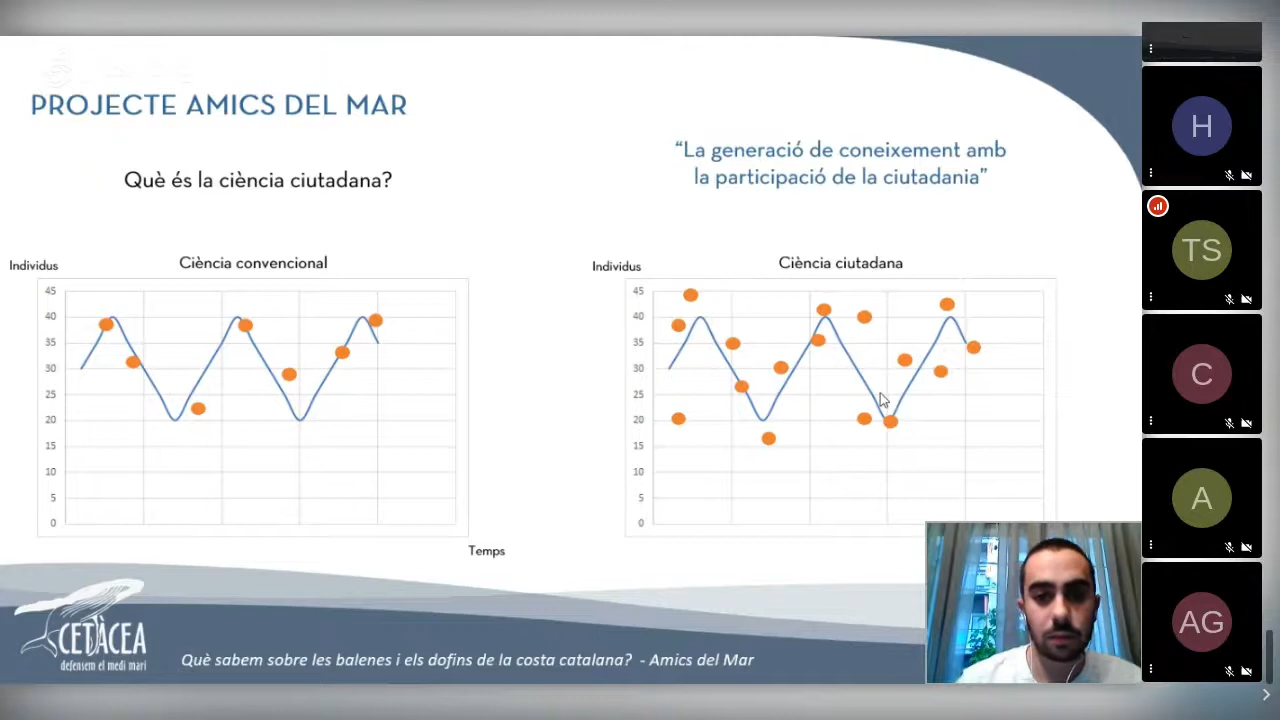 PROJECTE AMICS DEL MAR
Què és la ciència ciutadana?
“La generació de coneixement amb
la participació de la ciutadania”
Individus
Ciència convencional
45
40
35
30
25
20
15
10
5
0
Temps
Individus
Ciència ciutadana
45
40
35
30
25
20
15
10
5
0
CETÀCEA
defensem el medi marí
Què sabem sobre les balenes i els dofins de la costa catalana? - Amics del Mar
H
TS
C
A
AG